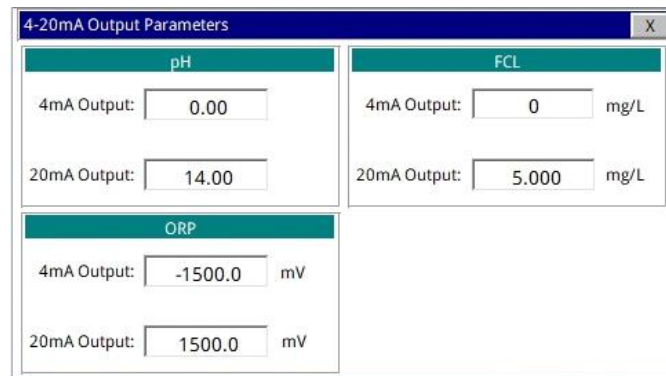 4-20mA Output Parameters X
pH
4mA Output: 0.00
20mA Output: 14.00
FCL
4mA Output: 0 mg/L
20mA Output: 5.000 mg/L
ORP
4mA Output: -1500.0 mV
20mA Output: 1500.0 mV